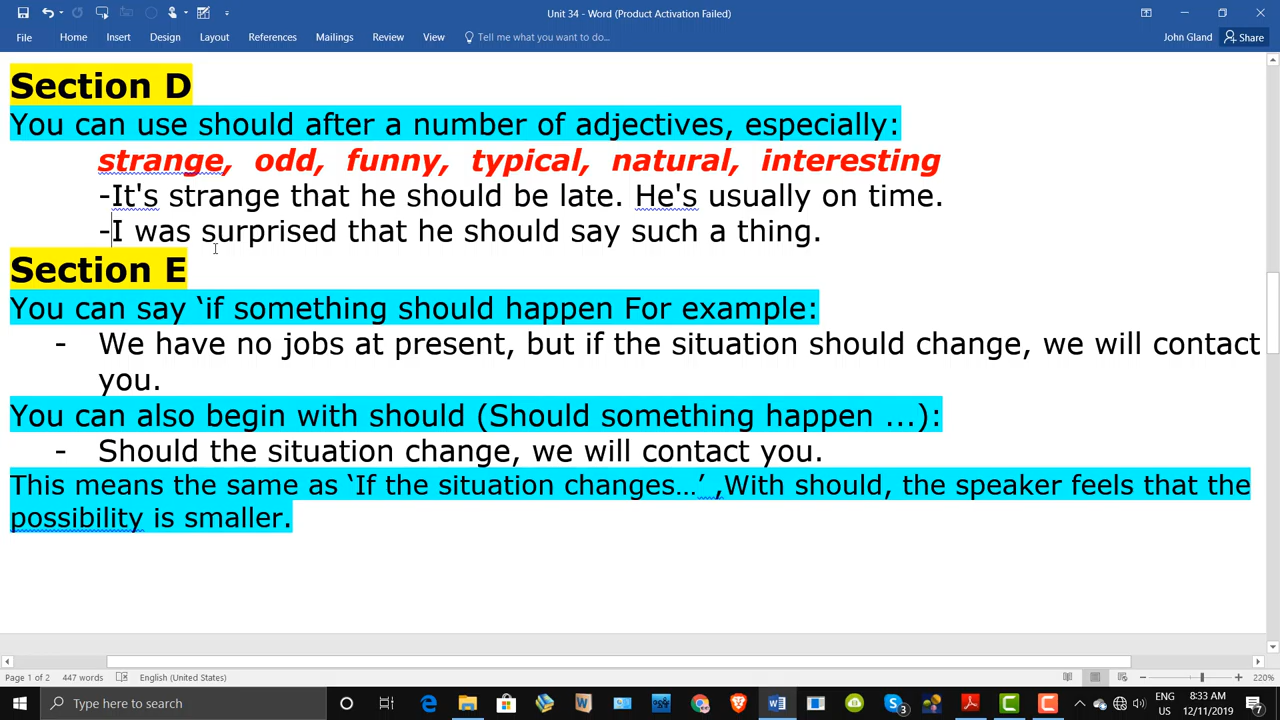 Unit 34 - Word (Product Activation Failed)
File Home Insert Design Layout References Mailings Review View Tell me what you want to do... John Gland Share
Section D
You can use should after a number of adjectives, especially:
strange, odd, funny, typical, natural, interesting
-It's strange that he should be late. He's usually on time.
-I was surprised that he should say such a thing.
Section E
You can say ‘if something should happen For example:
- We have no jobs at present, but if the situation should change, we will contact
you.
You can also begin with should (Should something happen ...):
- Should the situation change, we will contact you.
This means the same as ‘If the situation changes…’ ,With should, the speaker feels that the
possibility is smaller.
Page 1 of 2 447 words English (United States) 220%
Type here to search 3 ENG 8:33 AM
US 12/11/2019 7